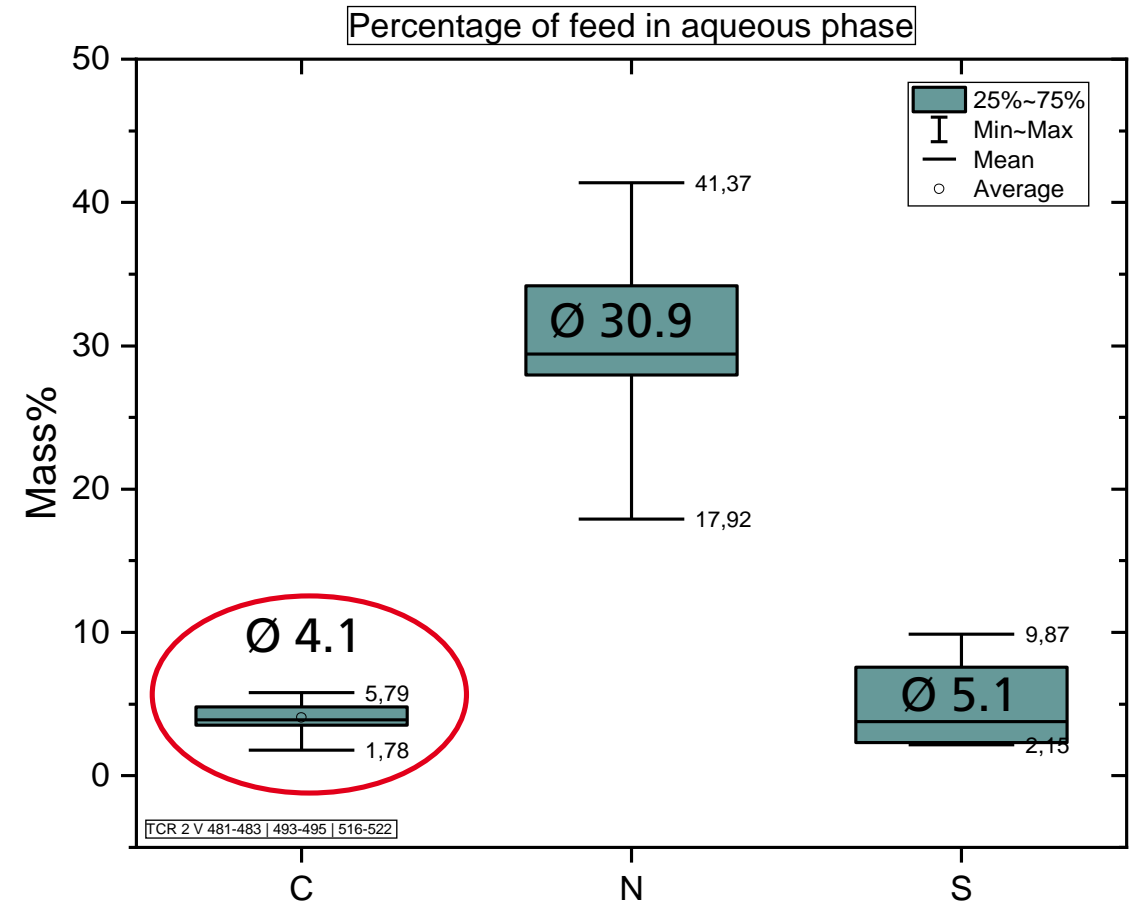 Percentage of feed in aqueous phase
50
40
30
20
10
0
Mass%
25%~75%
Min~Max
Mean
Average
41,37
Ø 30.9
17,92
Ø 4.1
5,79
1,78
9,87
Ø 5.1
2,15
TCR 2 V 481-483 | 493-495 | 516-522
C
N
S